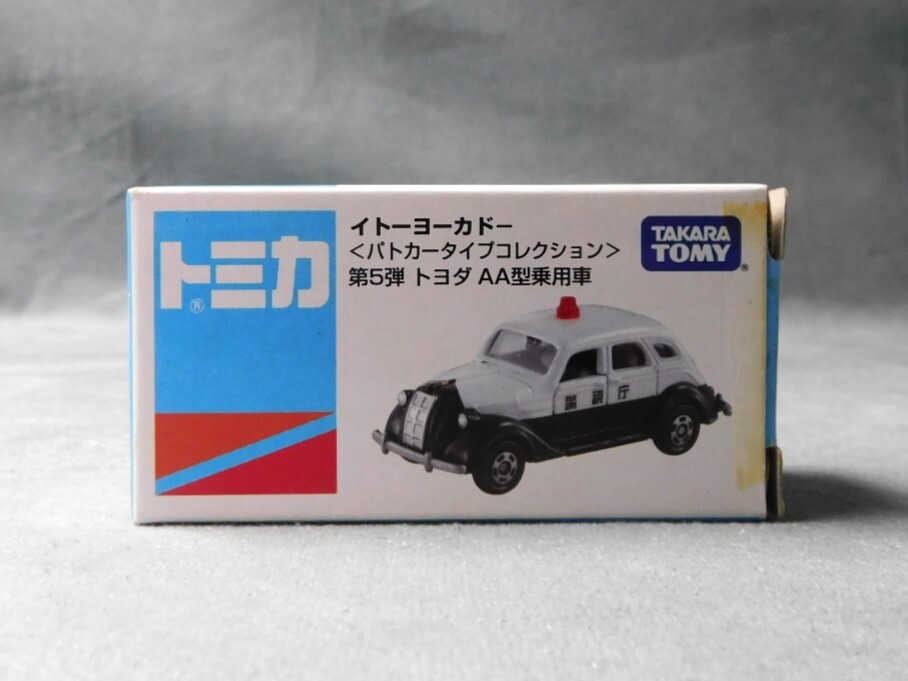 トミカ®
イトーヨーカドー
<パトカータイプコレクション>
第5弾 トヨダ AA型乗用車
TAKARA
TOMY®
警視庁